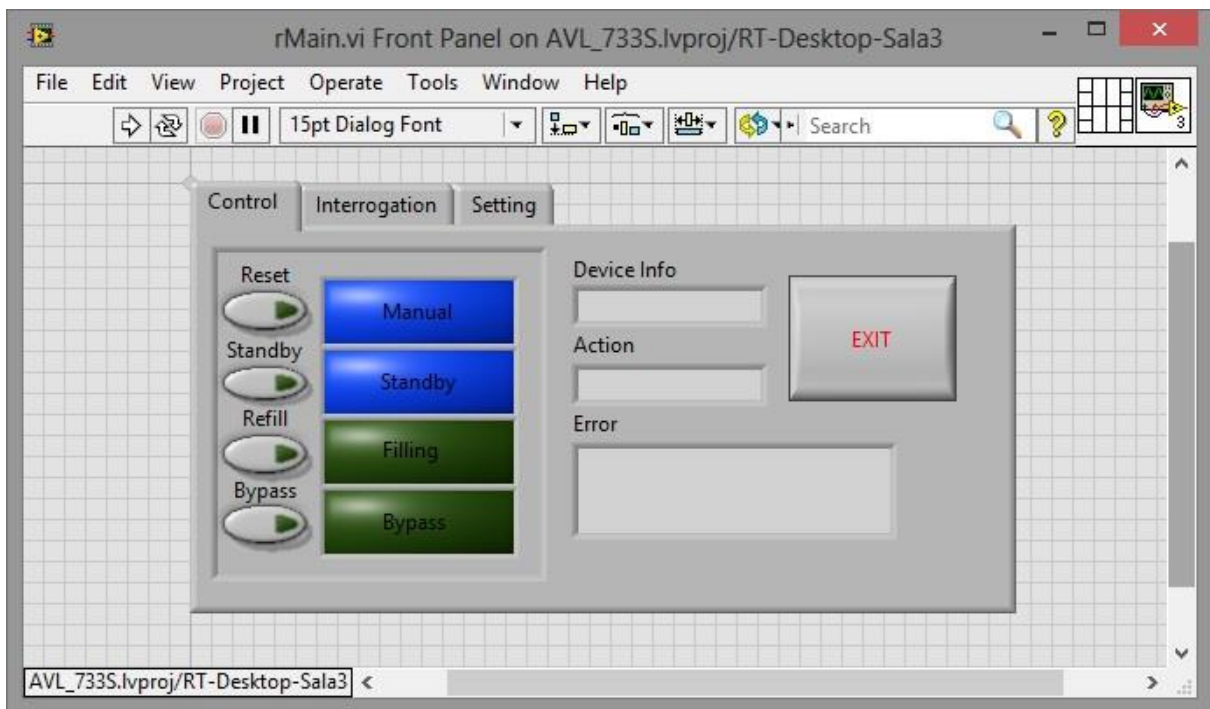 rMain.vi Front Panel on AVL_733S.lvproj/RT-Desktop-Sala3
File Edit View Project Operate Tools Window Help
15pt Dialog Font Search
3
Control Interrogation Setting
Reset
Manual
Standby
Standby
Refill
Filling
Bypass
Bypass
Device Info
Action
Error
EXIT
AVL_733S.lvproj/RT-Desktop-Sala3